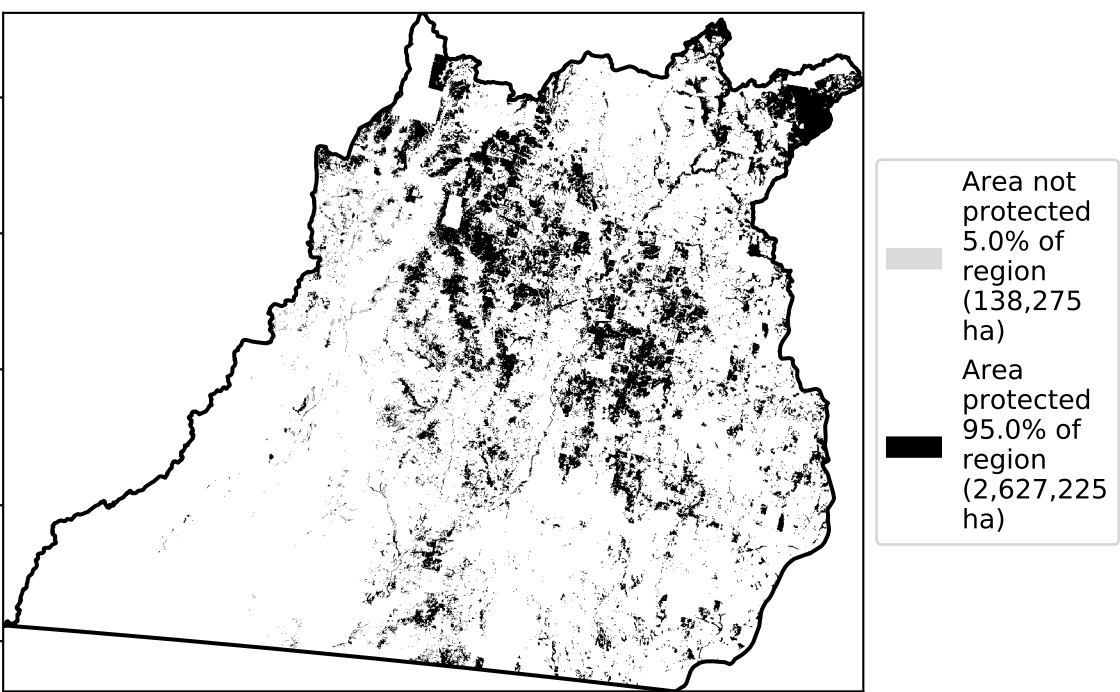 Area not
protected
5.0% of
region
(138,275
ha)
Area
protected
95.0% of
region
(2,627,225
ha)